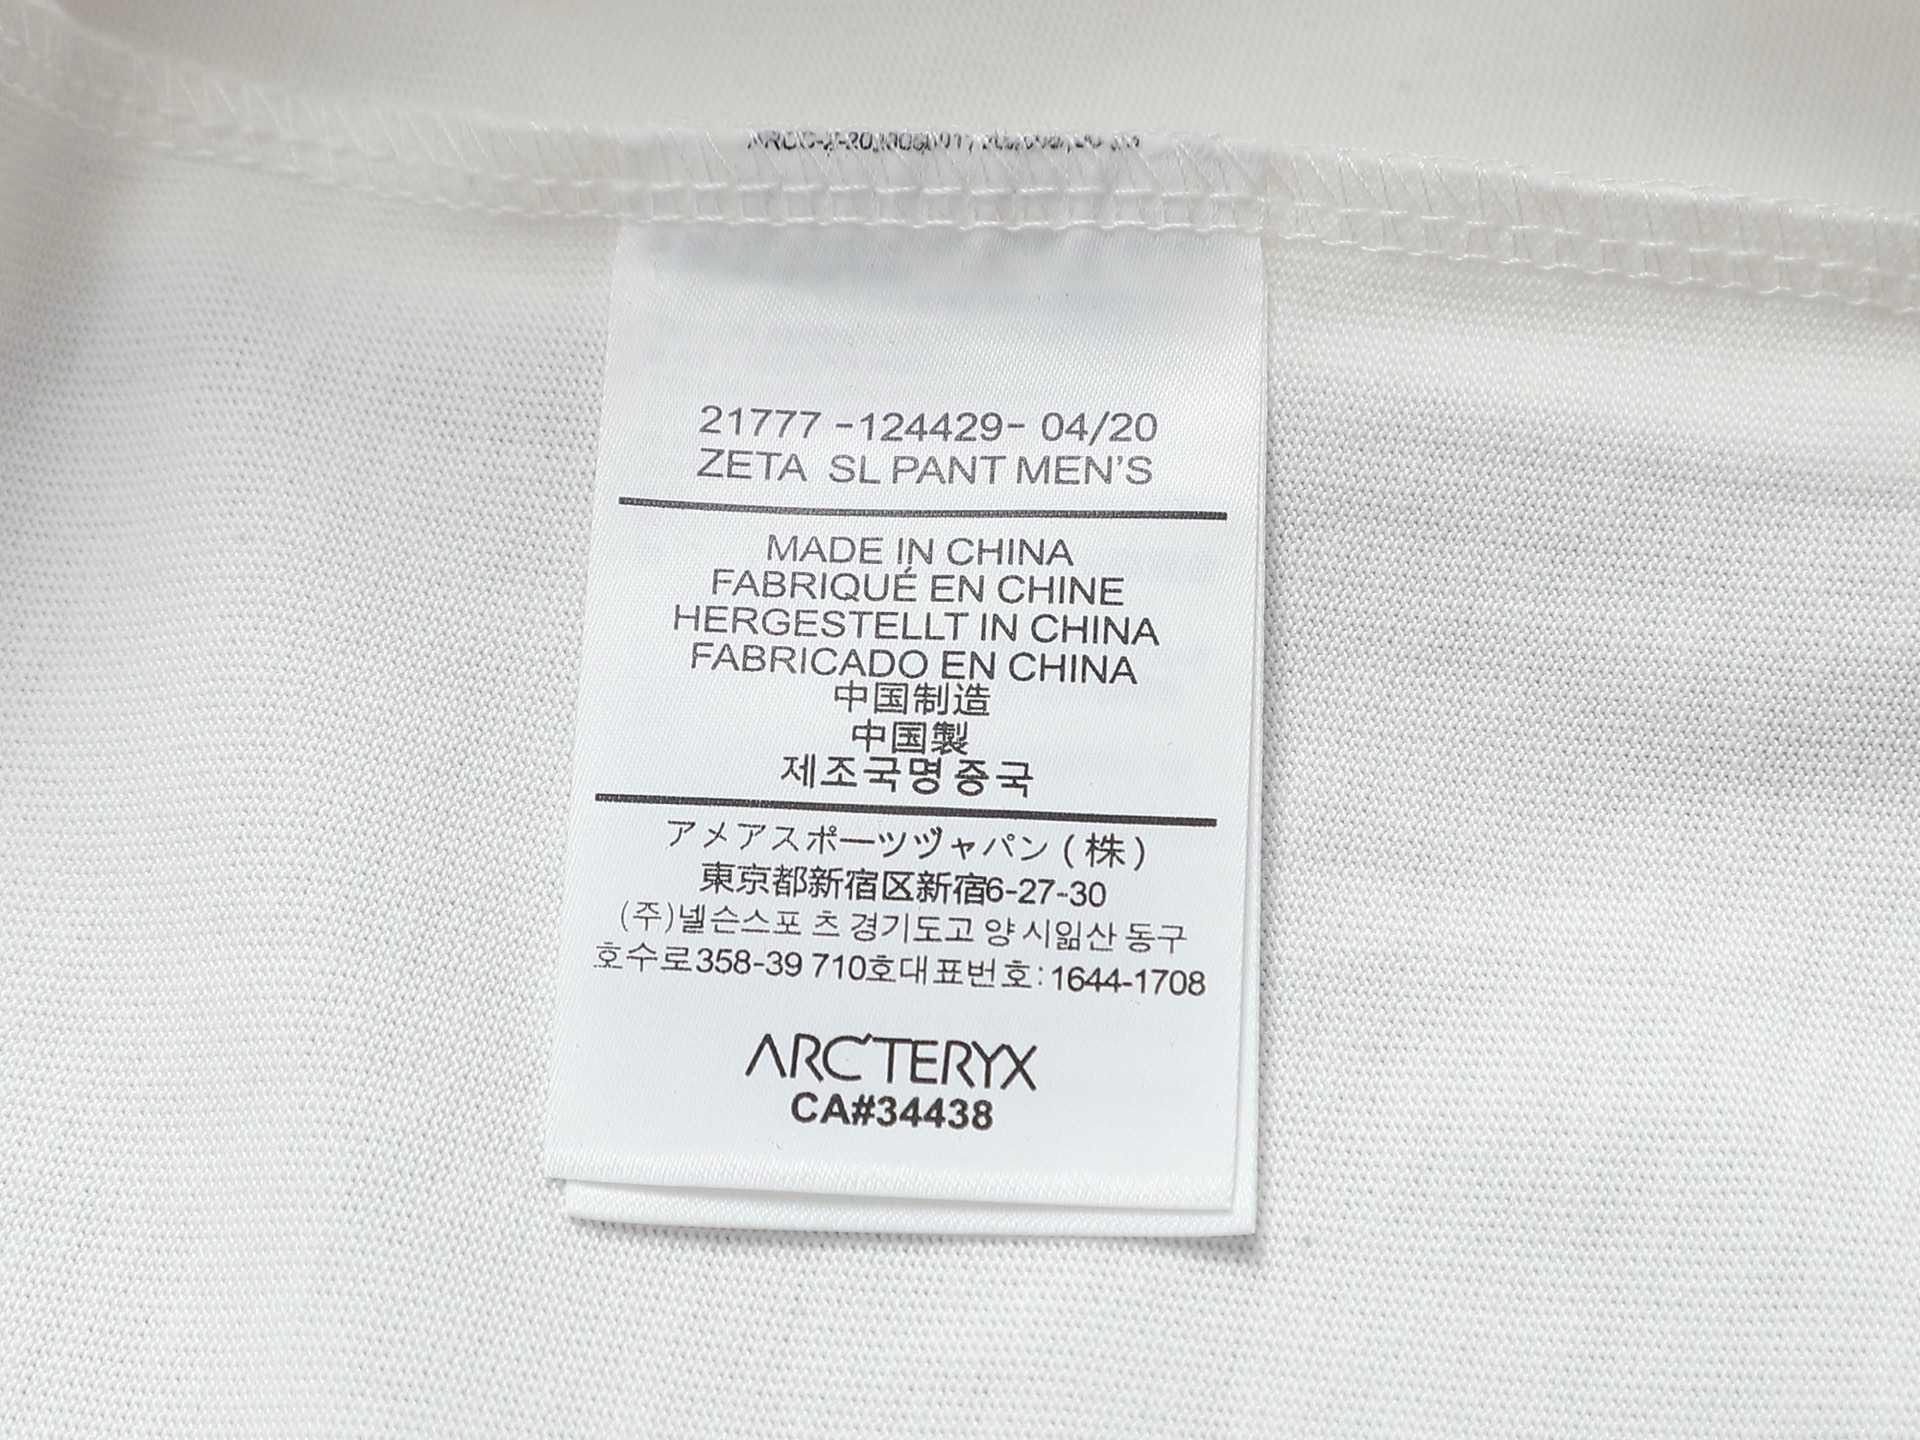 21777 -124429- 04/20
ZETA SL PANT MEN'S
MADE IN CHINA
FABRIQUÉ EN CHINE
HERGESTELLT IN CHINA
FABRICADO EN CHINA
中国制造
中国製
제조국명 중국
アメアスポーツヅャパン (株)
東京都新宿区新宿6-27-30
(주)넬슨스포 츠 경기도고 양 시읾산 동구
호수로358-39 710호대표번호: 1644-1708
ARC'TERYX
CA#34438